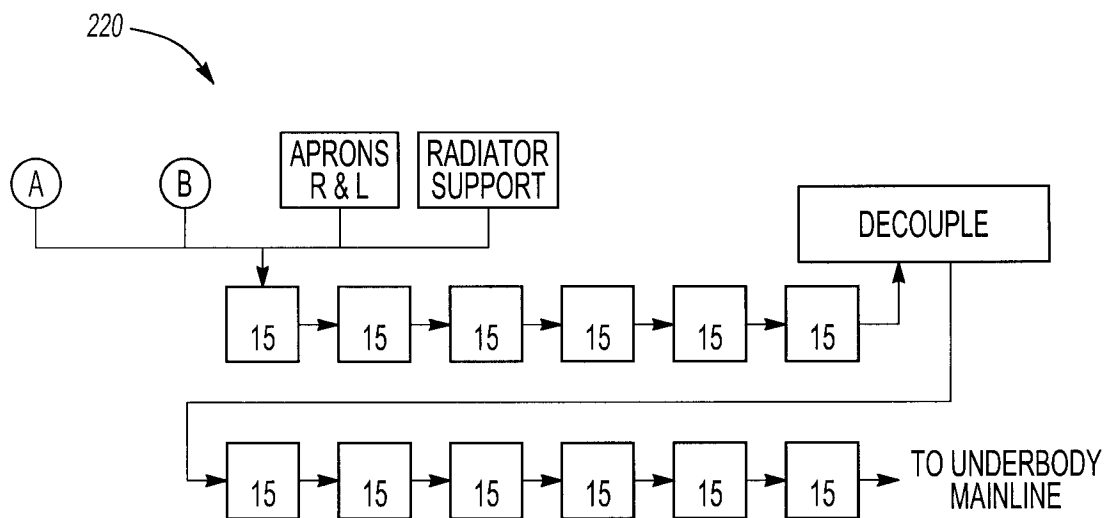 220
A
B
APRONS
R & L
RADIATOR
SUPPORT
DECOUPLE
15 15 15 15 15 15
15 15 15 15 15 15
TO UNDERBODY
MAINLINE